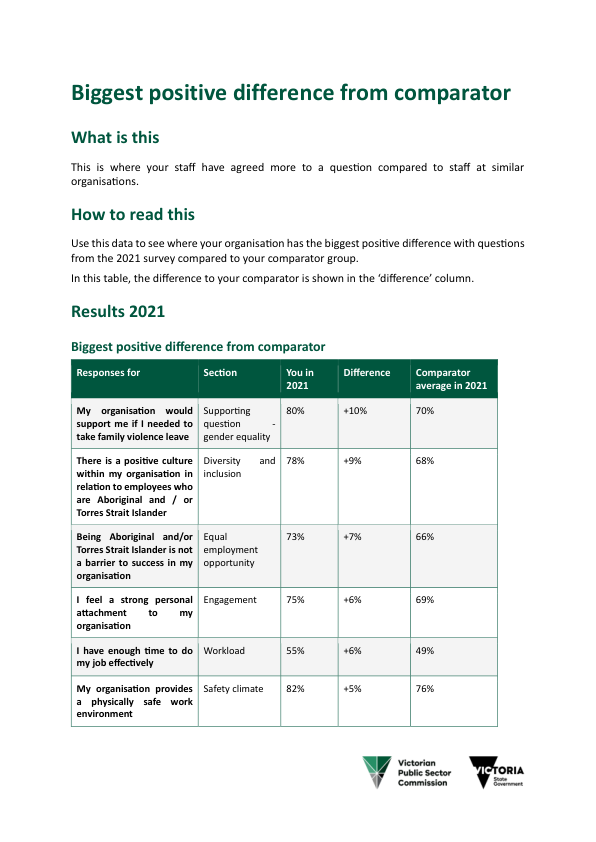 Biggest positive difference from comparator
What is this
This is where your staff have agreed more to a question compared to staff at similar
organisations.
How to read this
Use this data to see where your organisation has the biggest positive difference with questions
from the 2021 survey compared to your comparator group.
In this table, the difference to your comparator is shown in the ‘difference’ column.
Results 2021
Biggest positive difference from comparator
Responses for Section You in 2021 Difference Comparator average in 2021
My organisation would support me if I needed to take family violence leave Supporting question - gender equality 80% +10% 70%
There is a positive culture within my organisation in relation to employees who are Aboriginal and / or Torres Strait Islander Diversity and inclusion 78% +9% 68%
Being Aboriginal and/or Torres Strait Islander is not a barrier to success in my organisation Equal employment opportunity 73% +7% 66%
I feel a strong personal attachment to my organisation Engagement 75% +6% 69%
I have enough time to do my job effectively Workload 55% +6% 49%
My organisation provides a physically safe work environment Safety climate 82% +5% 76%
Victorian
Public Sector
Commission
VICTORIA
State
Government